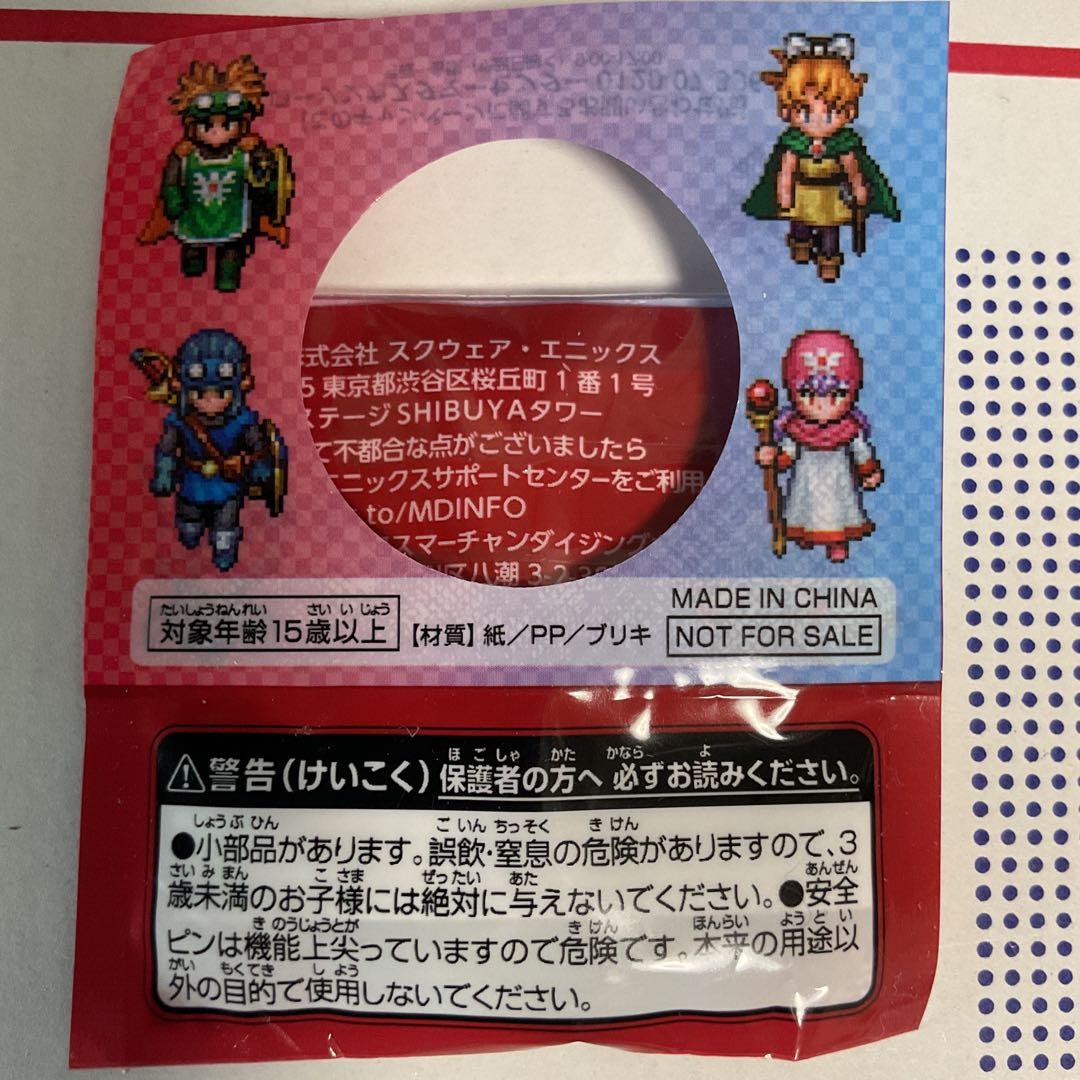 式会社 スクウェア・エニックス
5 東京都渋谷区桜丘町1番1号
ステージSHIBUYAタワー
て不都合な点がございましたら
エニックスサポートセンターをご利用
to/MDINFO
スマーチャンダイジング
区八潮 3-2
MADE IN CHINA
たいしょうねんれい さいいじょう
対象年齢15歳以上
【材質】紙/PP/ブリキ
NOT FOR SALE
ほごしゃ かた かなら よ
警告(けいこく)保護者の方へ 必ずお読みください。
しょうぶひん ごいん ちっそく きけん
●小部品があります。誤飲・窒息の危険がありますので、3
さいみまん こさま ぜったい あた あんぜん
歳未満のお子様には絶対に与えないでください。●安全
きのうじょうとが きけん ほんらい ようとい
ピンは機能上尖っていますので危険です。本来の用途以
がい もくてき しよう
外の目的で使用しないでください。